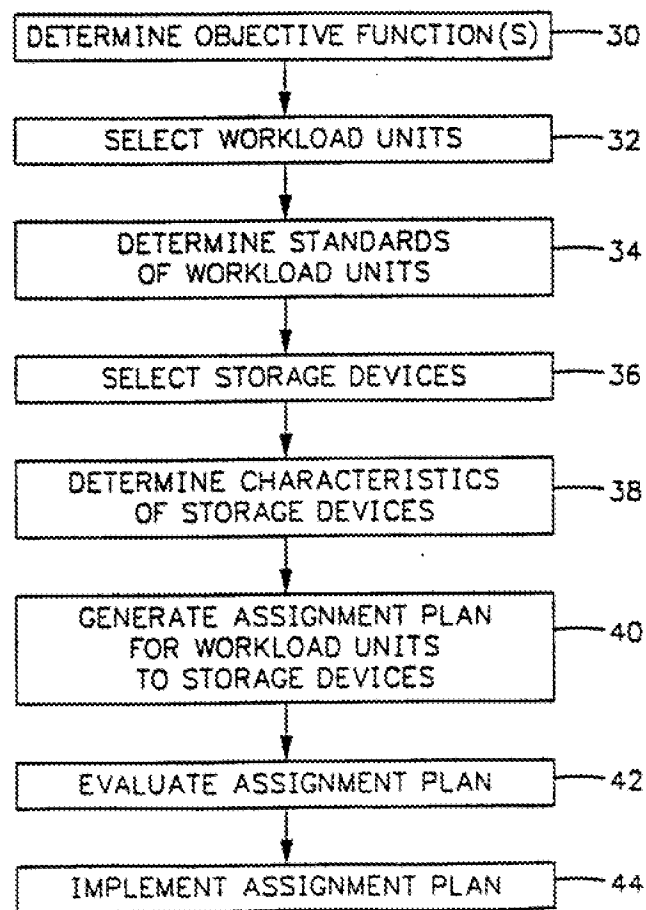 DETERMINE OBJECTIVE FUNCTION(S) 30
SELECT WORKLOAD UNITS 32
DETERMINE STANDARDS
OF WORKLOAD UNITS
34
SELECT STORAGE DEVICES 36
DETERMINE CHARACTERISTICS
OF STORAGE DEVICES
38
GENERATE ASSIGNMENT PLAN
FOR WORKLOAD UNITS
TO STORAGE DEVICES
40
EVALUATE ASSIGNMENT PLAN 42
IMPLEMENT ASSIGNMENT PLAN 44